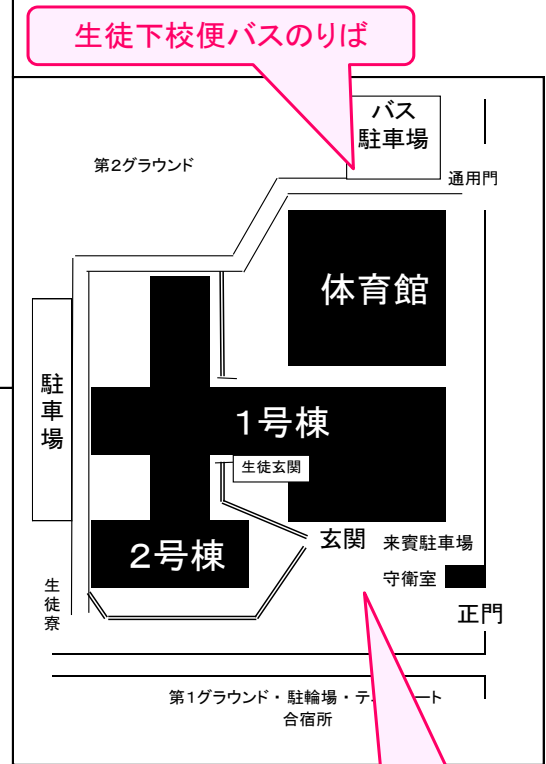 生徒下校便バスのりば
バス
駐車場
第2グラウンド
通用門
体育館
駐車場
1号棟
生徒玄関
玄関
来賓駐車場
2号棟
守衛室
生徒寮
正門
第1グラウンド・駐輪場・テ ート
合宿所